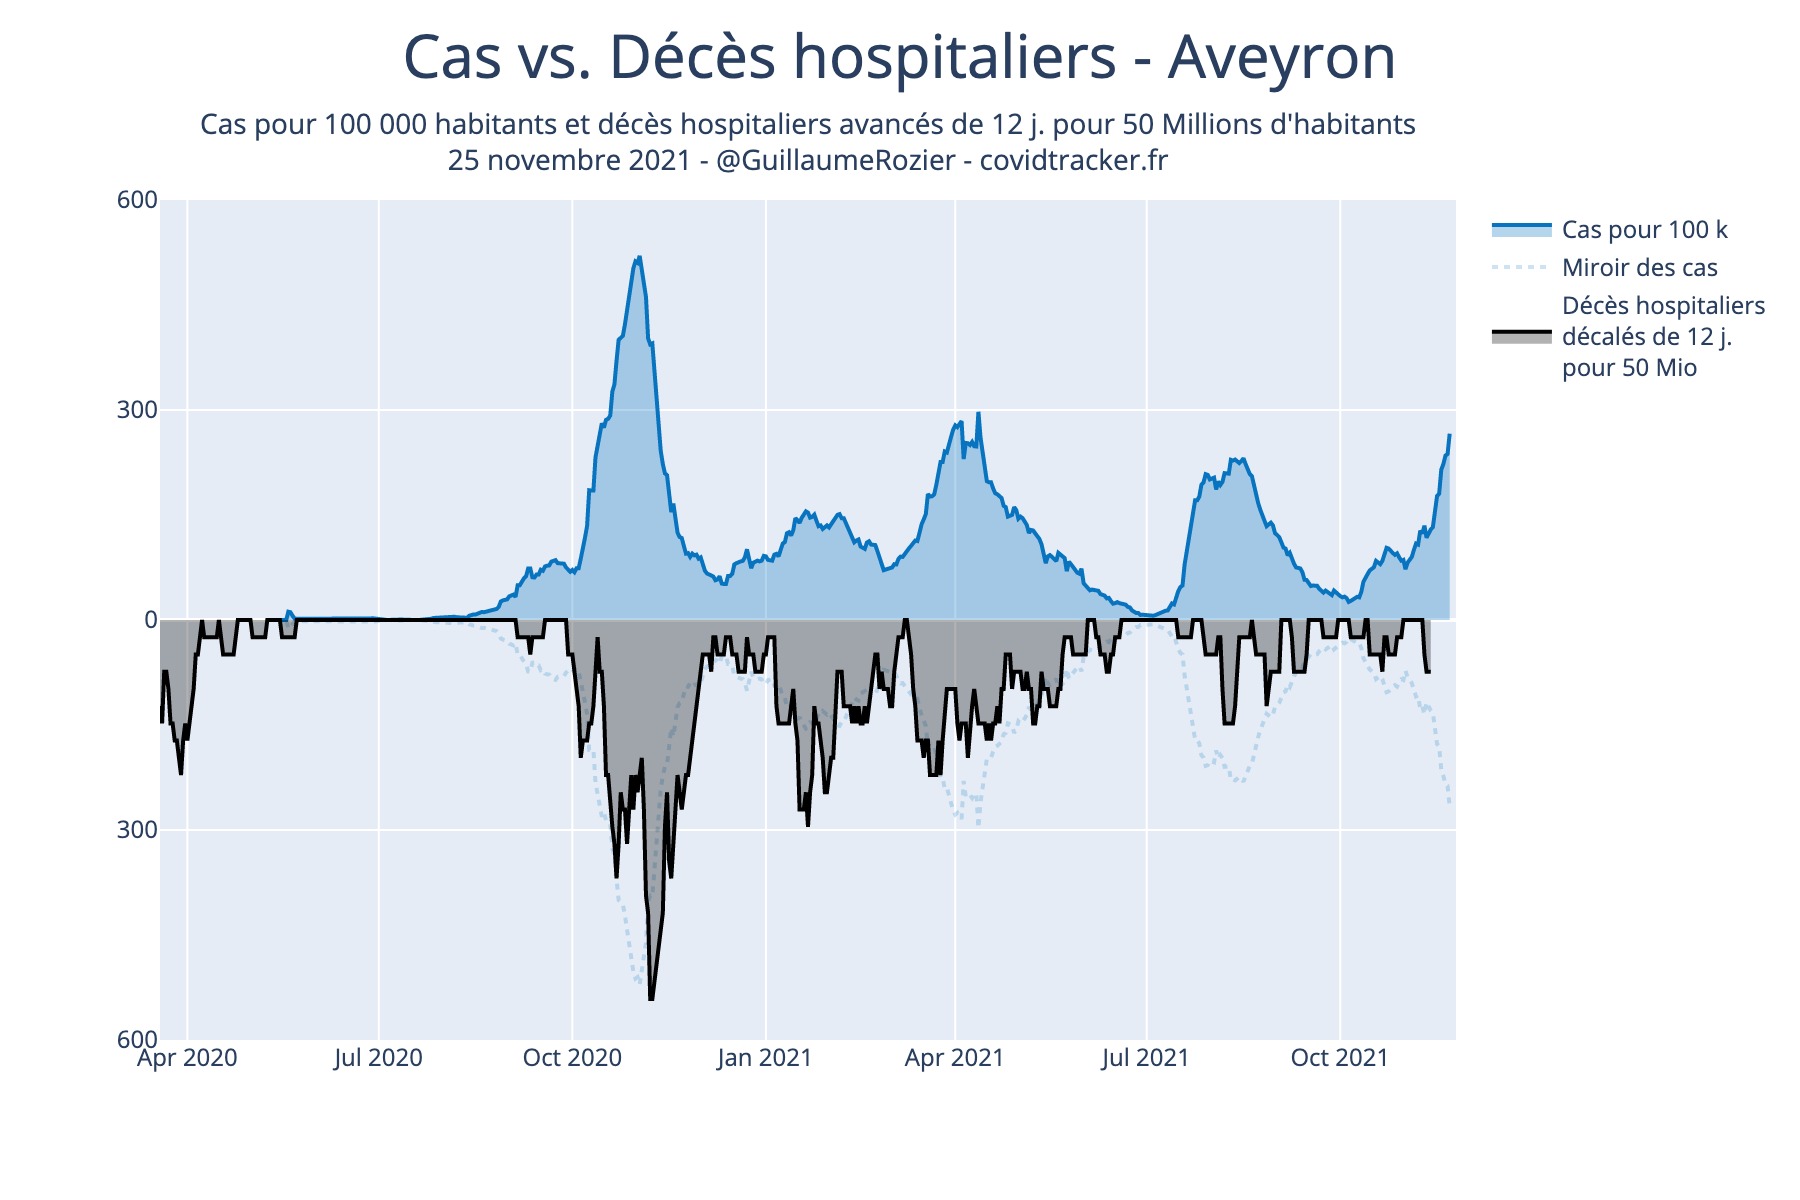 Cas vs. Décès hospitaliers - Aveyron
Cas pour 100 000 habitants et décès hospitaliers avancés de 12 j. pour 50 Millions d'habitants
25 novembre 2021 - @GuillaumeRozier - covidtracker.fr
600
300
0
300
600
Apr 2020
Jul 2020
Oct 2020
Jan 2021
Apr 2021
Jul 2021
Oct 2021
Cas pour 100 k
Miroir des cas
Décès hospitaliers
décalés de 12 j.
pour 50 Mio